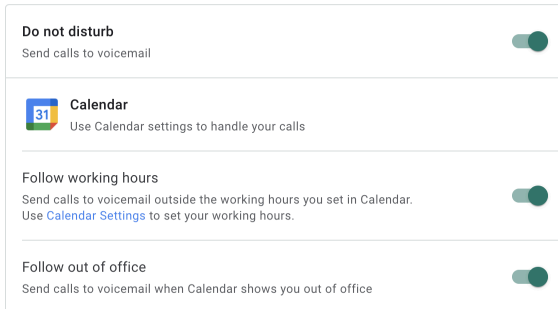 Do not disturb
Send calls to voicemail
31
Calendar
Use Calendar settings to handle your calls
Follow working hours
Send calls to voicemail outside the working hours you set in Calendar.
Use Calendar Settings to set your working hours.
Follow out of office
Send calls to voicemail when Calendar shows you out of office